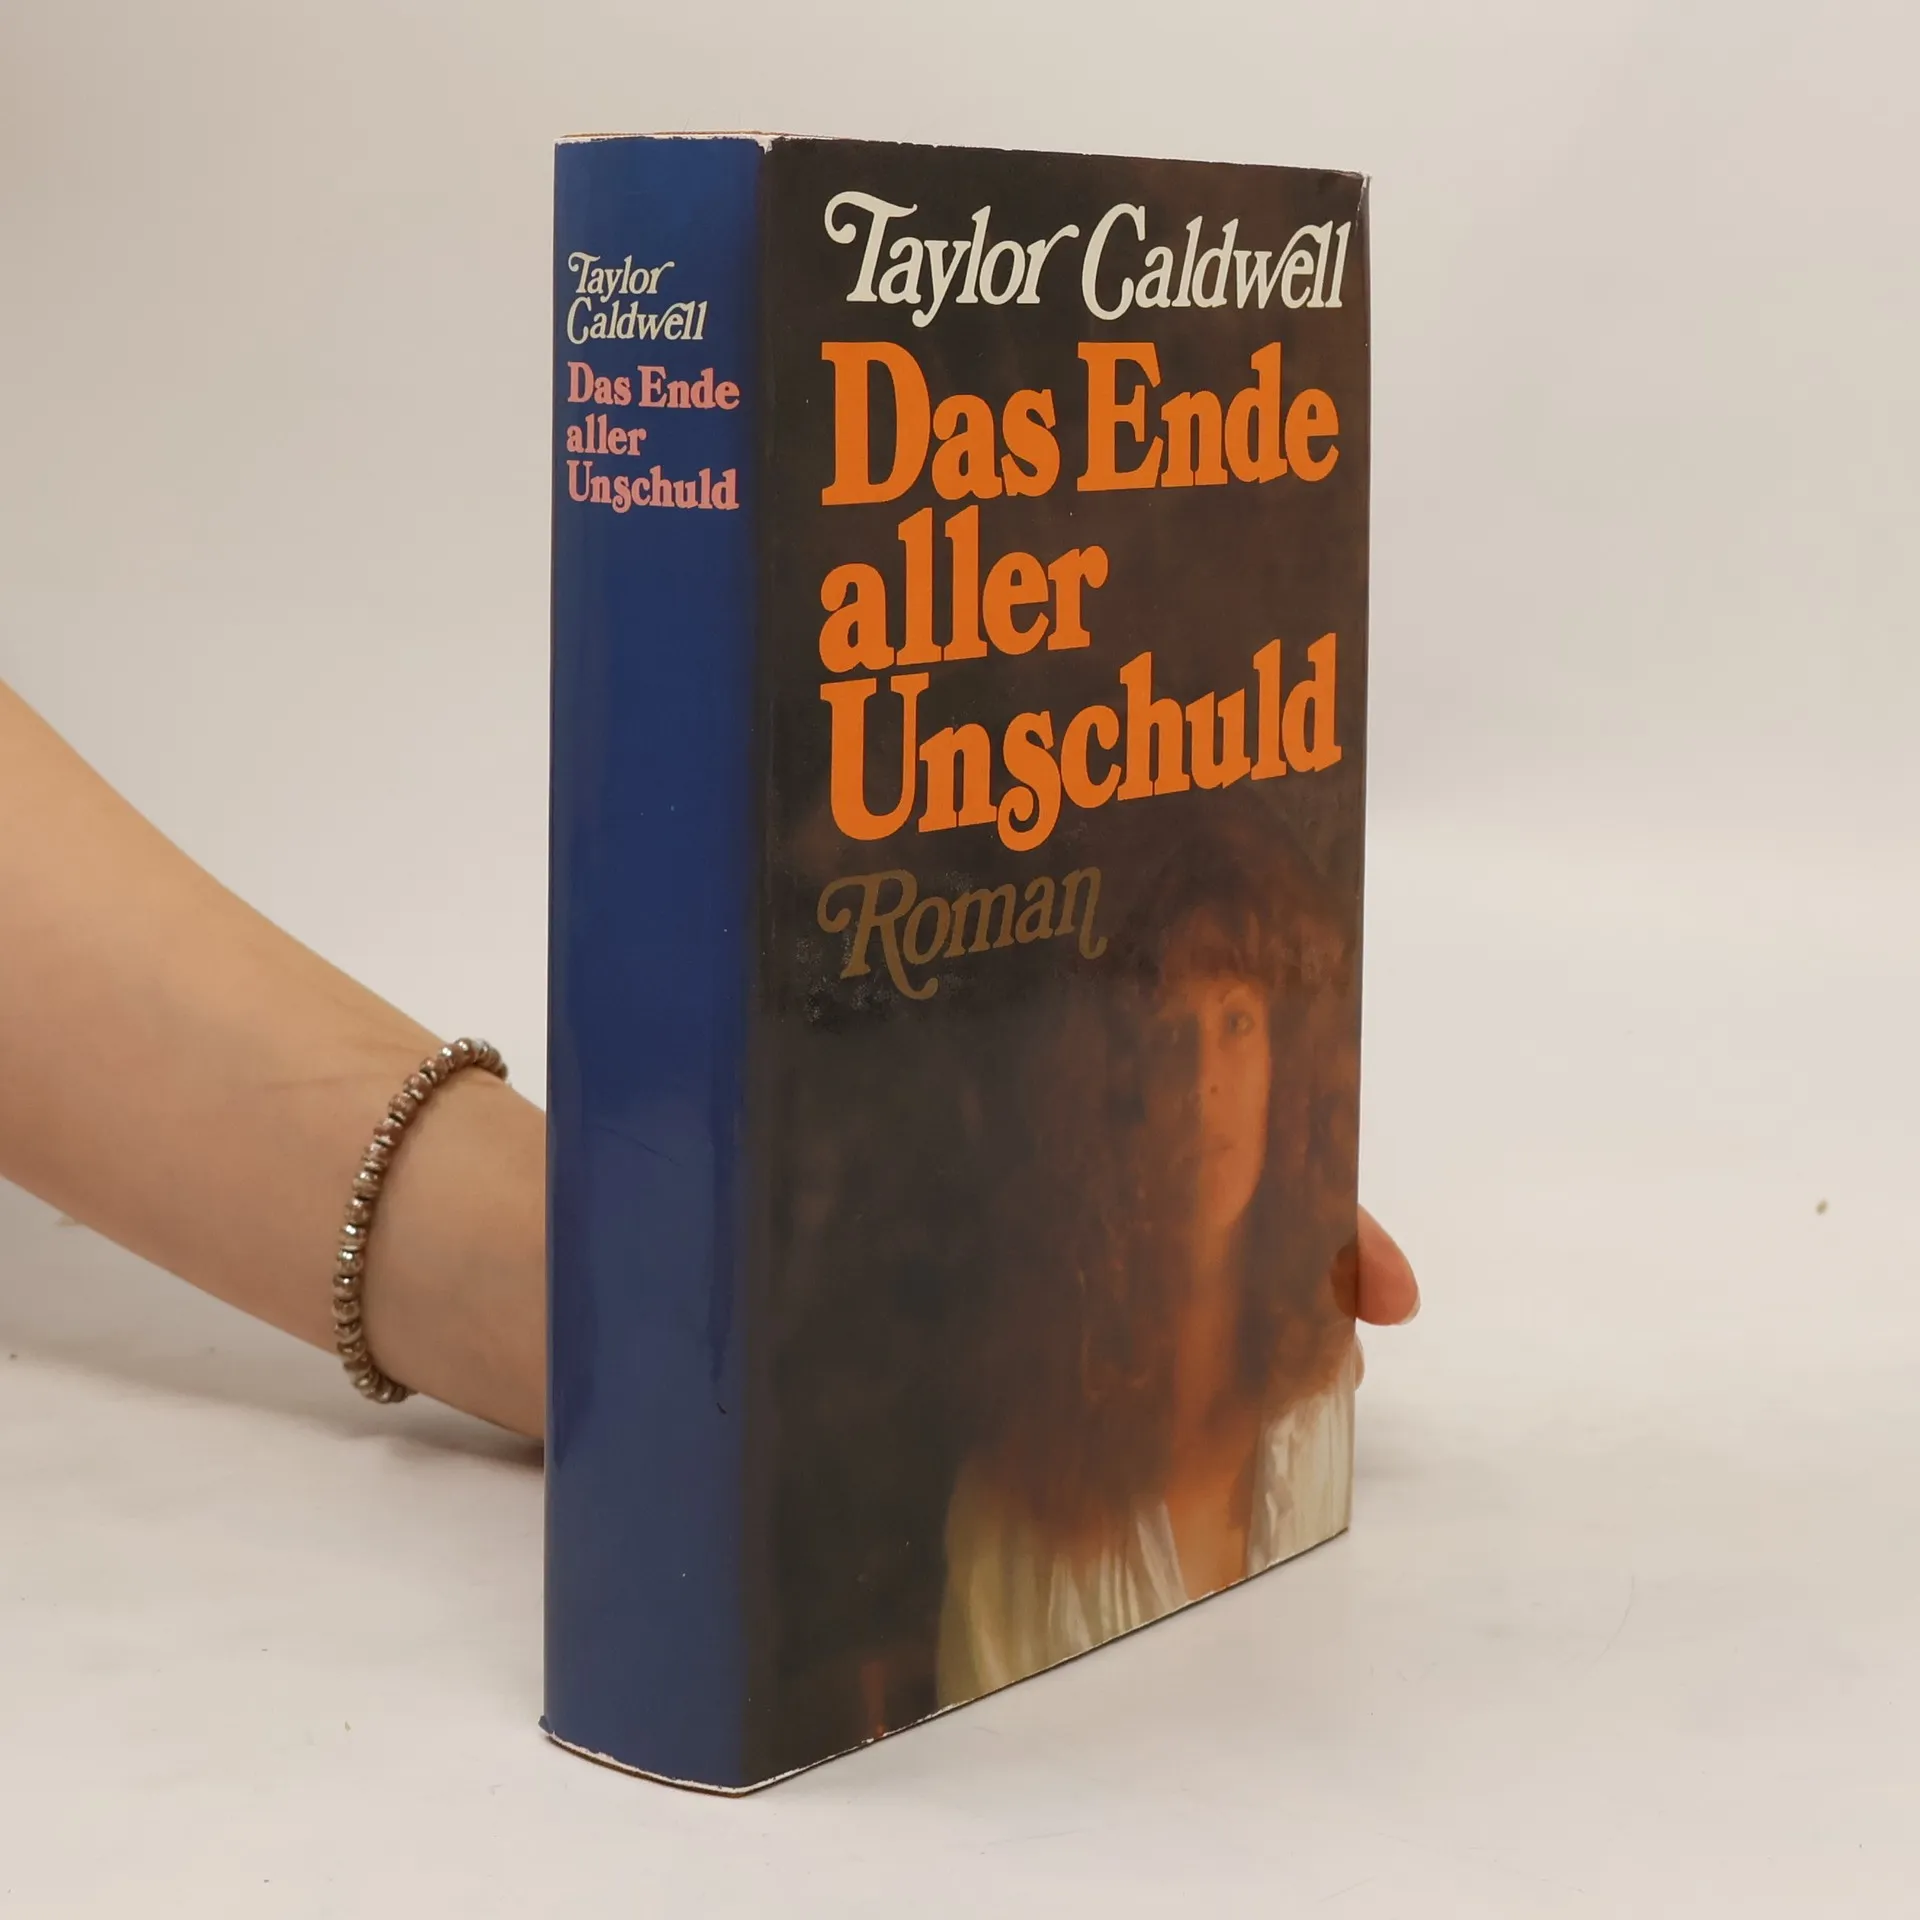 Taylor
Caldwell
Das Ende
aller
Unschuld
Taylor Caldwell
Das Ende
aller
Unschuld
Roman